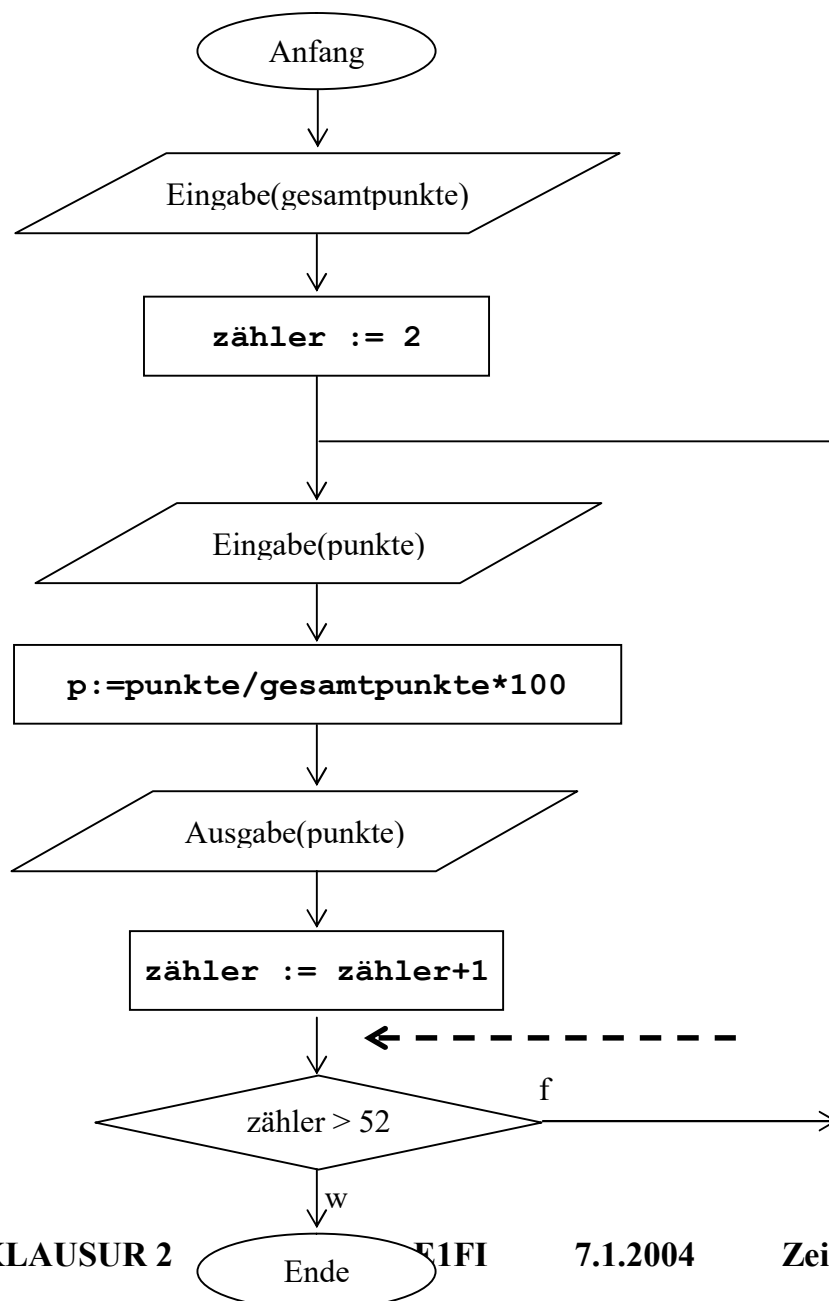 Anfang
Eingabe(gesamtpunkte)
zähler := 2
Eingabe(punkte)
p:=punkte/gesamtpunkte*100
Ausgabe(punkte)
zähler := zähler+1
f
zähler > 52
w
KLAUSUR 2 E1FI 7.1.2004
Ende